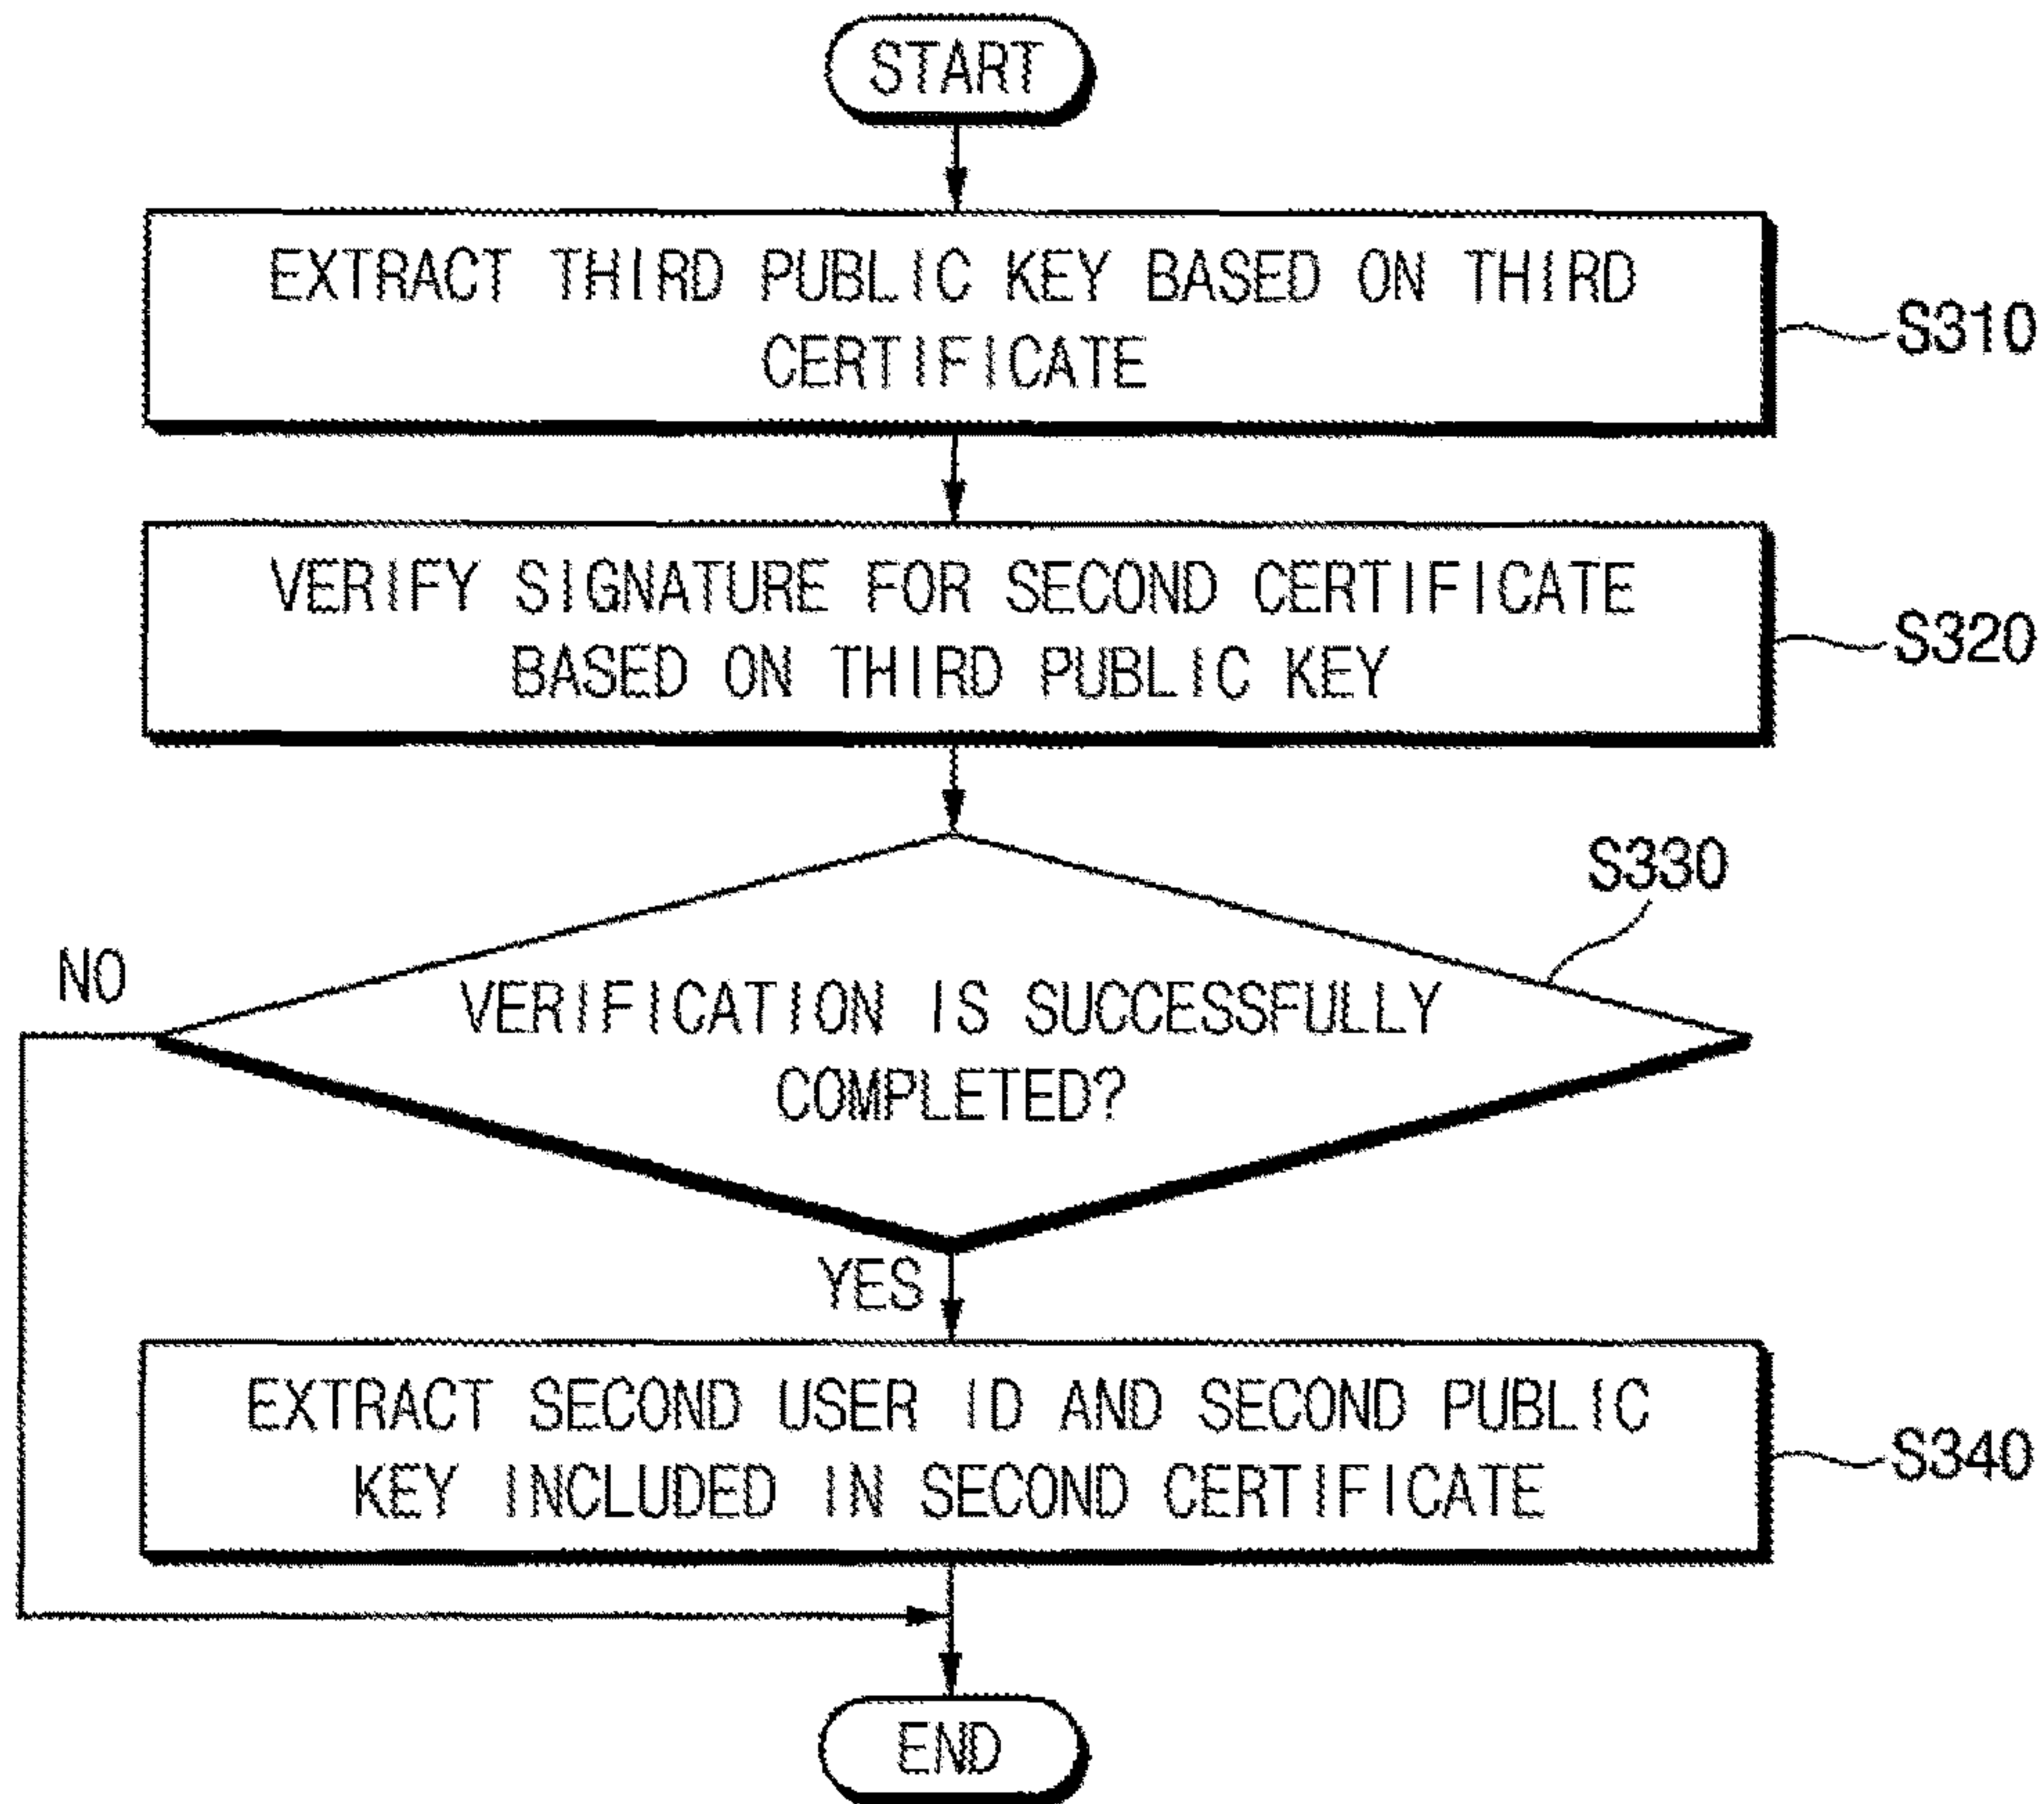 START
EXTRACT THIRD PUBLIC KEY BASED ON THIRD
CERTIFICATE
S310
VERIFY SIGNATURE FOR SECOND CERTIFICATE
BASED ON THIRD PUBLIC KEY
S320
S330
NO
VERIFICATION IS SUCCESSFULLY
COMPLETED?
YES
EXTRACT SECOND USER ID AND SECOND PUBLIC
KEY INCLUDED IN SECOND CERTIFICATE
S340
END